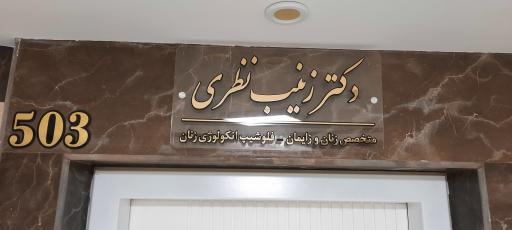 دکتر زینب نظری
متخصص زنان و زایمان - فلوشیپ انکولوژی زنان
503